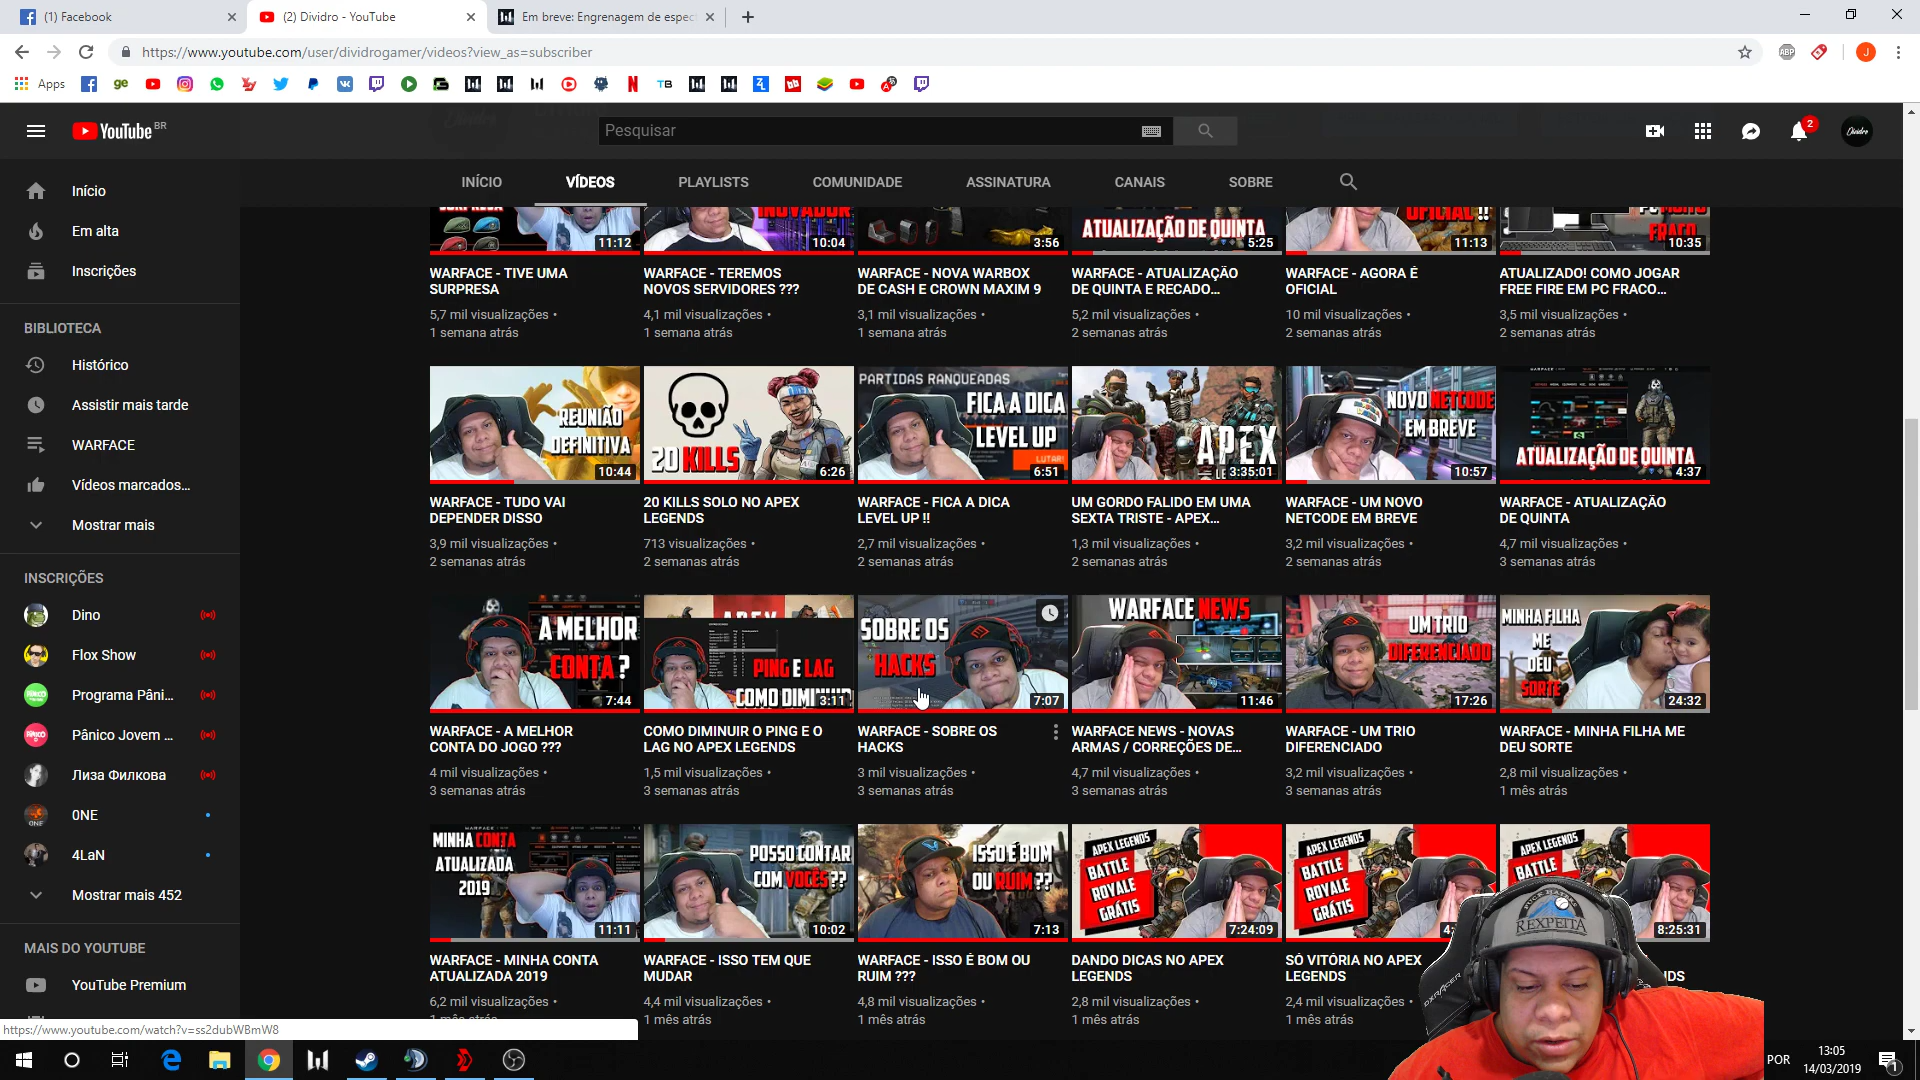 (1) Facebook
(2) Dividro - YouTube
Em breve: Engrenagem de espec
https://www.youtube.com/user/dividrogamer/videos?view_as=subscriber
Apps
YouTube BR
Pesquisar
2
INÍCIO
VÍDEOS
PLAYLISTS
COMUNIDADE
ASSINATURA
CANAIS
SOBRE
Início
Em alta
Inscrições
BIBLIOTECA
Histórico
Assistir mais tarde
WARFACE
Vídeos marcados...
Mostrar mais
INSCRIÇÕES
Dino
Flox Show
Programa Pâni...
Pânico Jovem ...
Лиза Филкова
0NE
4LaN
Mostrar mais 452
MAIS DO YOUTUBE
YouTube Premium
11:12
10:04
3:56
ATUALIZAÇÃO DE QUINTA
5:25
11:13
10:35
WARFACE - TIVE UMA
SURPRESA
5,7 mil visualizações •
1 semana atrás
WARFACE - TEREMOS
NOVOS SERVIDORES ???
4,1 mil visualizações •
1 semana atrás
WARFACE - NOVA WARBOX
DE CASH E CROWN MAXIM 9
3,1 mil visualizações •
1 semana atrás
WARFACE - ATUALIZAÇÃO
DE QUINTA E RECADO...
5,2 mil visualizações •
2 semanas atrás
WARFACE - AGORA É
OFICIAL
10 mil visualizações •
2 semanas atrás
ATUALIZADO! COMO JOGAR
FREE FIRE EM PC FRACO...
3,5 mil visualizações •
2 semanas atrás
REUNIÃO
DEFINITIVA
10:44
20 KILLS
6:26
PARTIDAS RANQUEADAS
FICA A DICA
LEVEL UP
LUTAR!
6:51
APEX
3:35:01
NOVO NETCODE
EM BREVE
10:57
ATUALIZAÇÃO DE QUINTA
4:37
WARFACE - TUDO VAI
DEPENDER DISSO
3,9 mil visualizações •
2 semanas atrás
20 KILLS SOLO NO APEX
LEGENDS
713 visualizações •
2 semanas atrás
WARFACE - FICA A DICA
LEVEL UP !!
2,7 mil visualizações •
2 semanas atrás
UM GORDO FALIDO EM UMA
SEXTA TRISTE - APEX...
1,3 mil visualizações •
2 semanas atrás
WARFACE - UM NOVO
NETCODE EM BREVE
3,2 mil visualizações •
2 semanas atrás
WARFACE - ATUALIZAÇÃO
DE QUINTA
4,7 mil visualizações •
3 semanas atrás
A MELHOR
CONTA ?
7:44
PING E LAG
COMO DIMINUIR
3:11
SOBRE OS
HACKS
7:07
WARFACE NEWS
11:46
UM TRIO
DIFERENCIADO
17:26
MINHA FILHA
ME
DEU
SORTE
24:32
WARFACE - A MELHOR
CONTA DO JOGO ???
4 mil visualizações •
3 semanas atrás
COMO DIMINUIR O PING E O
LAG NO APEX LEGENDS
1,5 mil visualizações •
3 semanas atrás
WARFACE - SOBRE OS
HACKS
3 mil visualizações •
3 semanas atrás
WARFACE NEWS - NOVAS
ARMAS / CORREÇÕES DE...
4,7 mil visualizações •
3 semanas atrás
WARFACE - UM TRIO
DIFERENCIADO
3,2 mil visualizações •
3 semanas atrás
WARFACE - MINHA FILHA ME
DEU SORTE
2,8 mil visualizações •
1 mês atrás
MINHA CONTA
ATUALIZADA
2019
11:11
POSSO CONTAR
COM VOCÊS??
10:02
ISSO É BOM
OU RUIM ??
7:13
APEX LEGENDS
BATTLE
ROYALE
GRÁTIS
7:24:09
APEX LEGENDS
BATTLE
ROYALE
GRÁTIS
APEX LEGENDS
BATTLE
8:25:31
WARFACE - MINHA CONTA
ATUALIZADA 2019
6,2 mil visualizações •
1 mês atrás
WARFACE - ISSO TEM QUE
MUDAR
4,4 mil visualizações •
1 mês atrás
WARFACE - ISSO É BOM OU
RUIM ???
4,8 mil visualizações •
1 mês atrás
DANDO DICAS NO APEX
LEGENDS
2,8 mil visualizações •
1 mês atrás
SÓ VITÓRIA NO APEX
LEGENDS
2,4 mil visualizações •
1 mês atrás
REXPEITA
DXRACER
https://www.youtube.com/watch?v=ss2dubWBmW8
POR
13:05
14/03/2019
1